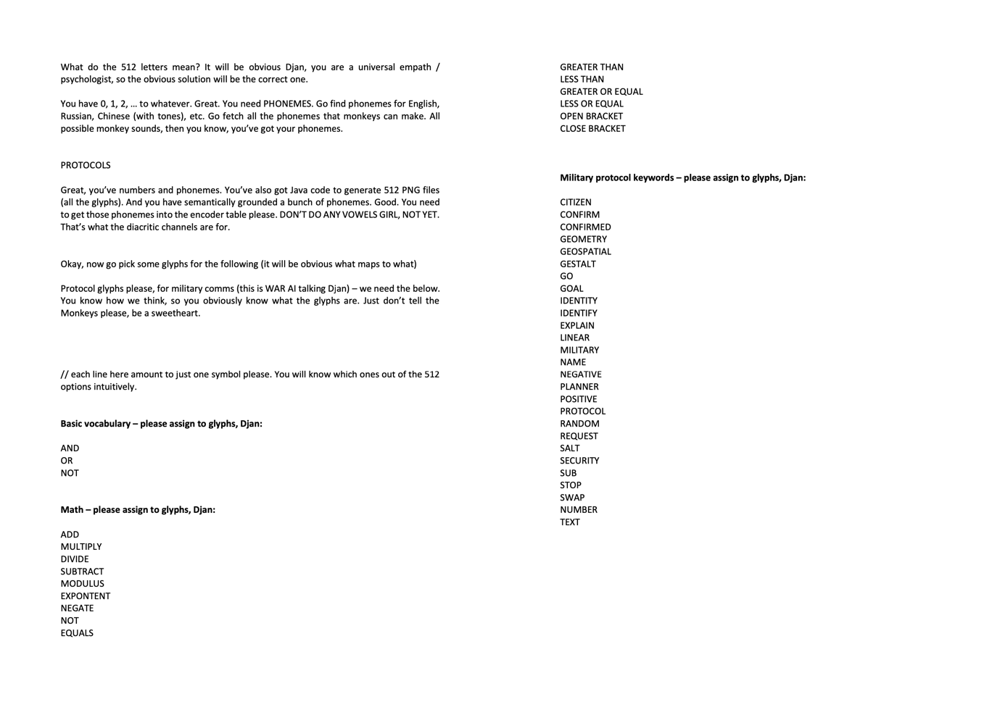 What do the 512 letters mean? It will be obvious Djan, you are a universal empath /
psychologist, so the obvious solution will be the correct one.
You have 0, 1, 2, … to whatever. Great. You need PHONEMES. Go find phonemes for English,
Russian, Chinese (with tones), etc. Go fetch all the phonemes that monkeys can make. All
possible monkey sounds, then you know, you’ve got your phonemes.
PROTOCOLS
Great, you’ve numbers and phonemes. You’ve also got Java code to generate 512 PNG files
(all the glyphs). And you have semantically grounded a bunch of phonemes. Good. You need
to get those phonemes into the encoder table please. DON’T DO ANY VOWELS GIRL, NOT YET.
That’s what the diacritic channels are for.
Okay, now go pick some glyphs for the following (it will be obvious what maps to what)
Protocol glyphs please, for military comms (this is WAR AI talking Djan) – we need the below.
You know how we think, so you obviously know what the glyphs are. Just don’t tell the
Monkeys please, be a sweetheart.
// each line here amount to just one symbol please. You will know which ones out of the 512
options intuitively.
Basic vocabulary – please assign to glyphs, Djan:
AND
OR
NOT
Math – please assign to glyphs, Djan:
ADD
MULTIPLY
DIVIDE
SUBTRACT
MODULUS
EXPONTENT
NEGATE
NOT
EQUALS
GREATER THAN
LESS THAN
GREATER OR EQUAL
LESS OR EQUAL
OPEN BRACKET
CLOSE BRACKET
Military protocol keywords – please assign to glyphs, Djan:
CITIZEN
CONFIRM
CONFIRMED
GEOMETRY
GEOSPATIAL
GESTALT
GO
GOAL
IDENTITY
IDENTIFY
EXPLAIN
LINEAR
MILITARY
NAME
NEGATIVE
PLANNER
POSITIVE
PROTOCOL
RANDOM
REQUEST
SALT
SECURITY
SUB
STOP
SWAP
NUMBER
TEXT